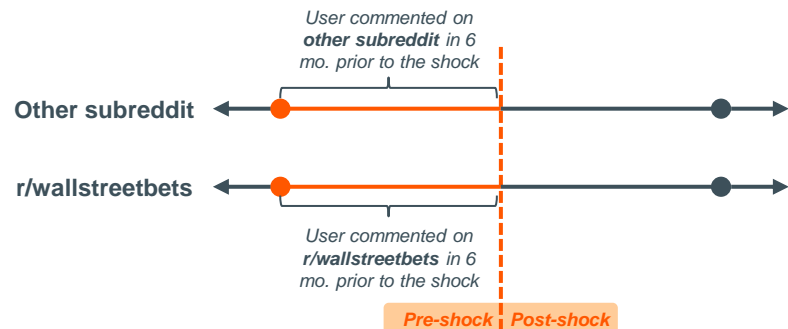 User commented on
other subreddit in 6
mo. prior to the shock
Other subreddit
r/wallstreetbets
User commented on
r/wallstreetbets in 6
mo. prior to the shock
Pre-shock Post-shock